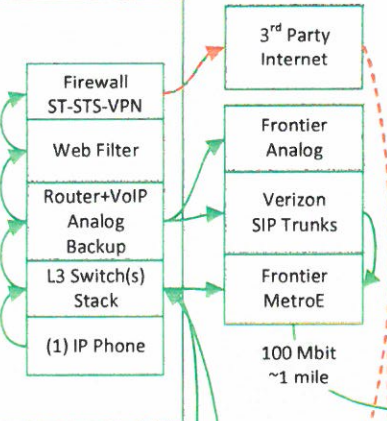 3rd Party
Internet
Firewall
ST-STS-VPN
Web Filter
Router+VoIP
Analog
Backup
L3 Switch(s)
Stack
(1) IP Phone
Frontier
Analog
Verizon
SIP Trunks
Frontier
MetroE
100 Mbit
~1 mile